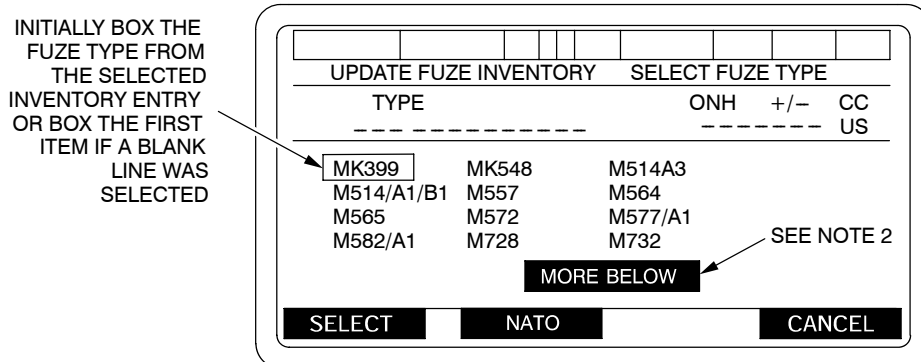 INITIALLY BOX THE
FUZE TYPE FROM
THE SELECTED
INVENTORY ENTRY
OR BOX THE FIRST
ITEM IF A BLANK
LINE WAS
SELECTED
UPDATE FUZE INVENTORY SELECT FUZE TYPE
TYPE ONH +/– CC
– – – – – – – – – – – – – – – – – – – – – US
MK399 MK548 M514A3
M514/A1/B1 M557 M564
M565 M572 M577/A1
M582/A1 M728 M732
SEE NOTE 2
MORE BELOW
SELECT NATO CANCEL